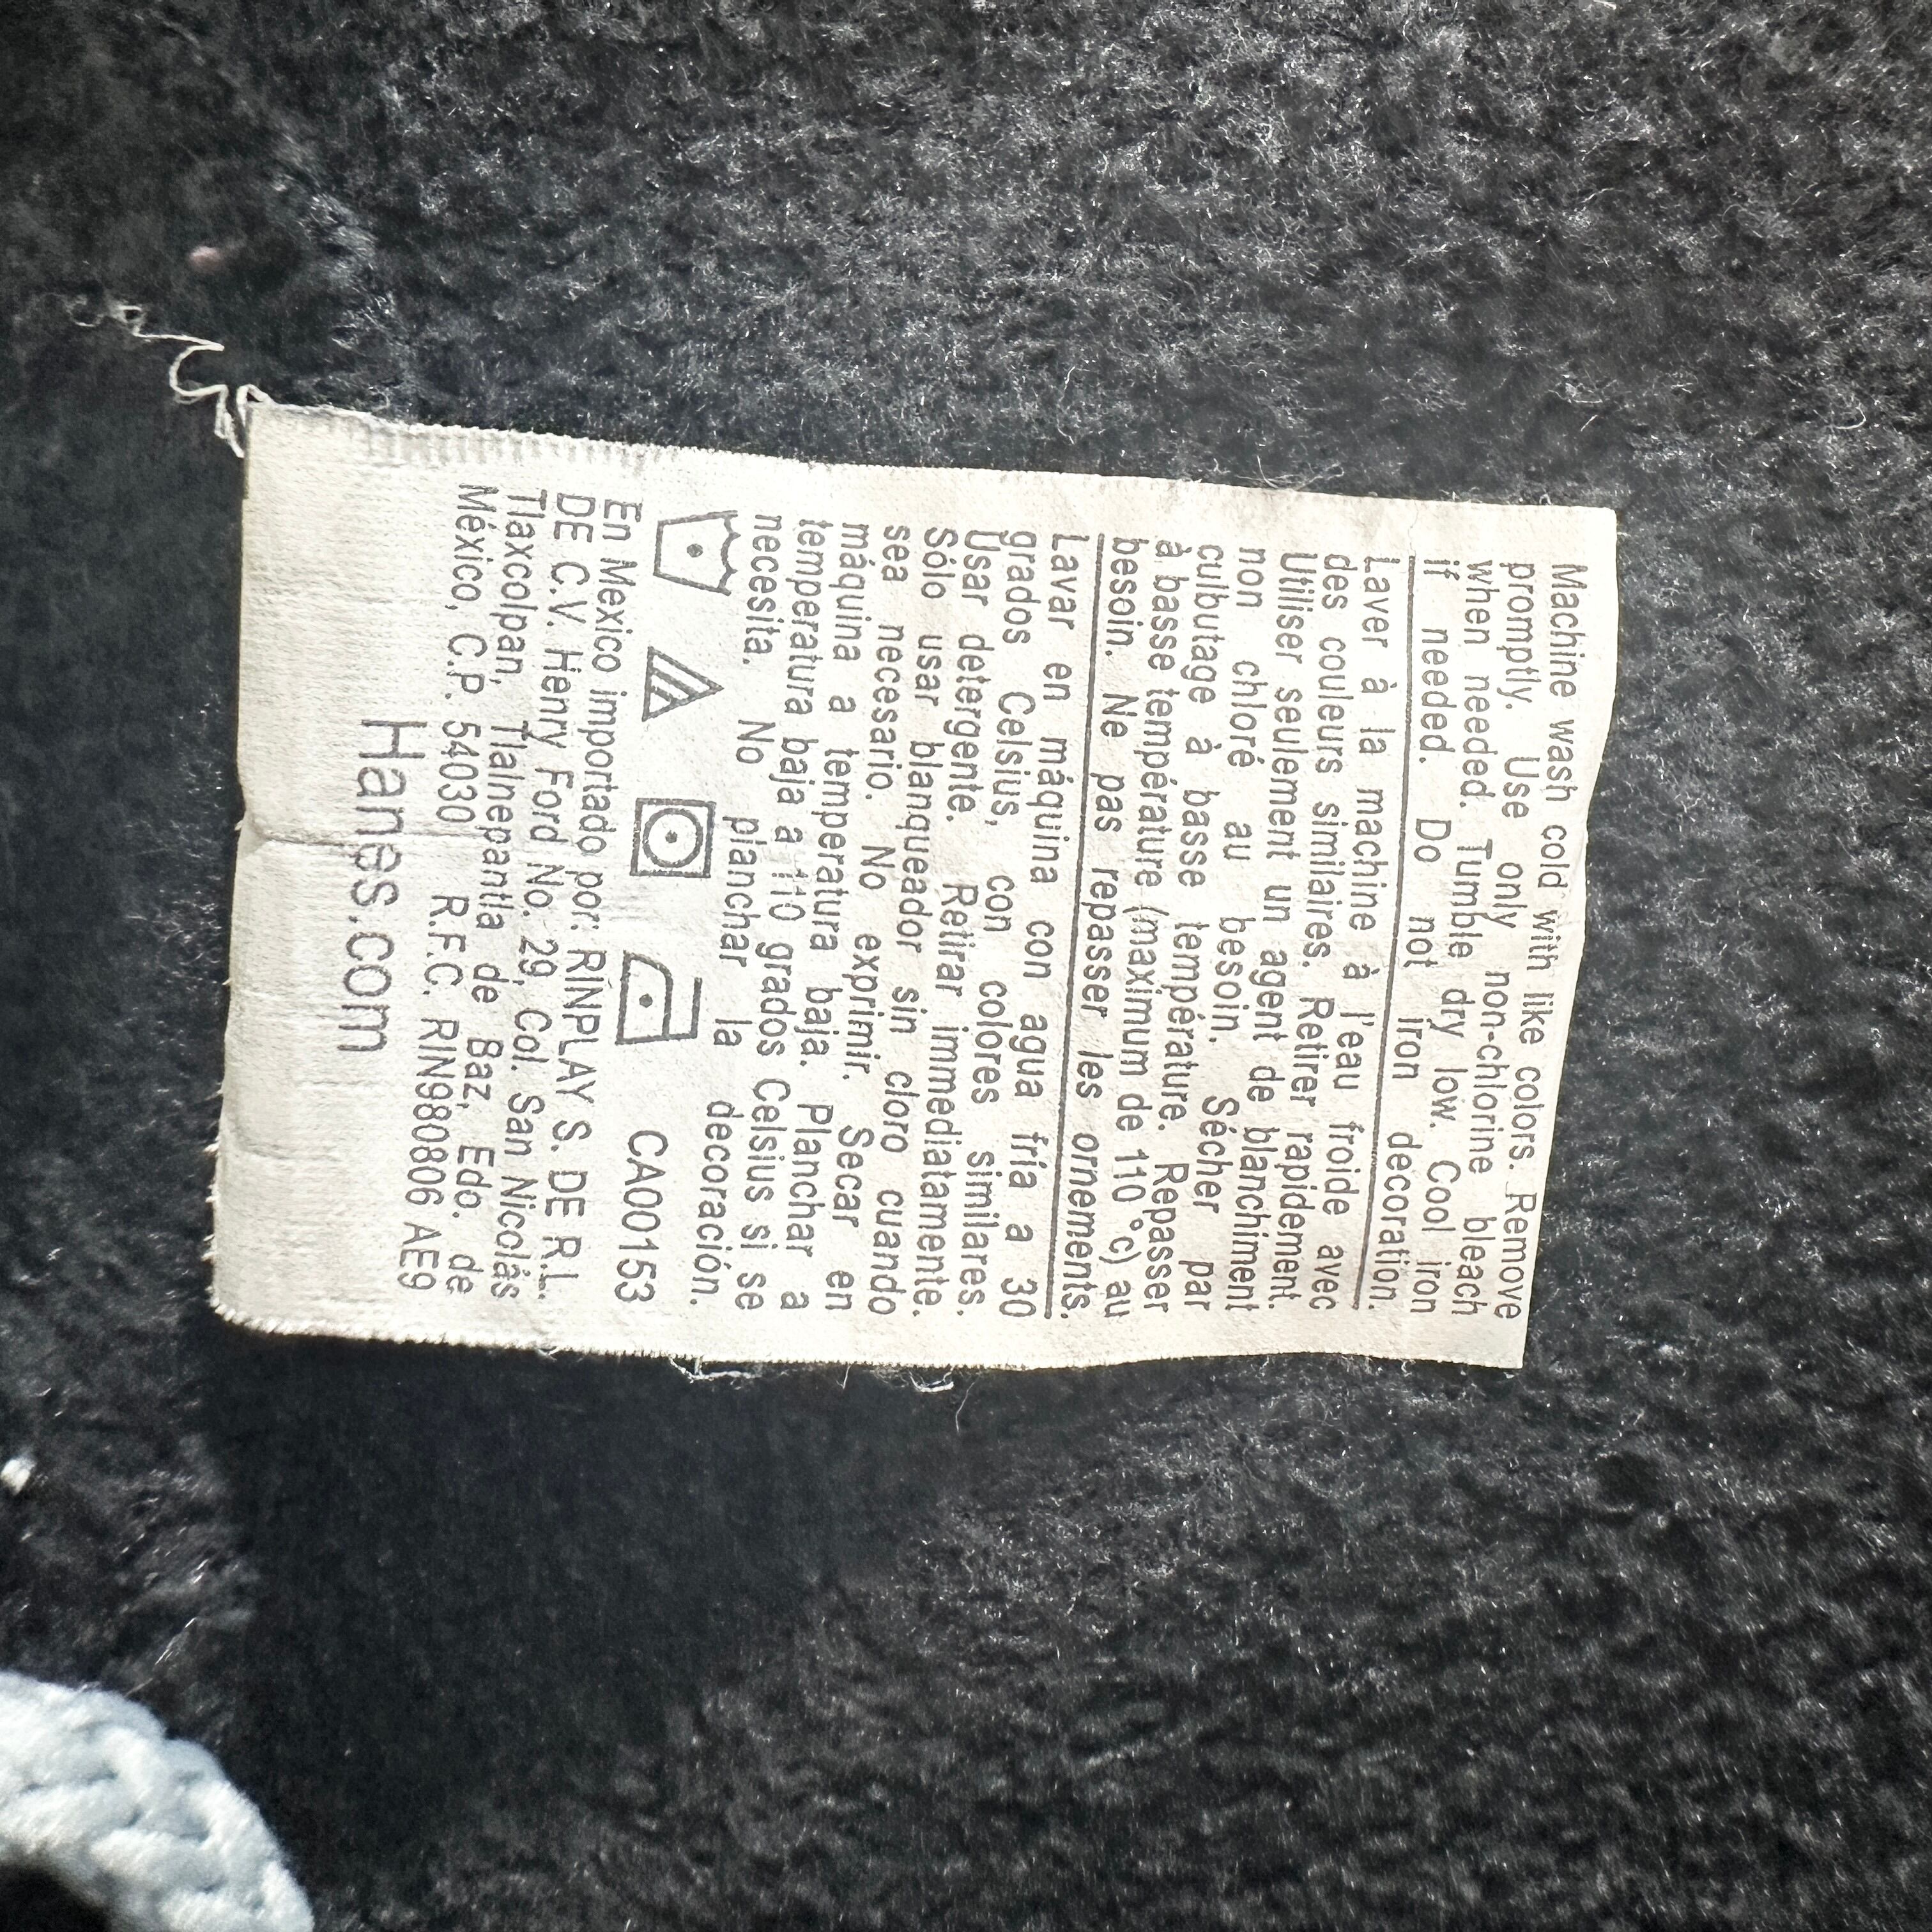 Machine wash cold with like colors. Remove
promptly. Use only non-chlorine bleach
when needed. Tumble dry low. Cool iron
if needed. Do not iron decoration.
Laver à la machine à l'eau froide avec
des couleurs similaires. Retirer rapidement.
Utiliser seulement un agent de blanchiment
non chloré au besoin. Sécher par
culbutage à basse température. Repasser
à basse température (maximum de 110 °c) au
besoin. Ne pas repasser les ornements.
Lavar en máquina con agua fría a 30
grados Celsius, con colores similares.
Usar detergente. Retirar immediatamente.
Sólo usar blanqueador sin cloro cuando
sea necesario. No exprimir. Secar en
máquina a temperatura baja. Planchar a
temperatura baja a 110 grados Celsius si se
necesita. No planchar la decoración.
CA00153
En Mexico importado por: RINPLAY S. DE R.L.
DE C.V. Henry Ford No. 29, Col. San Nicolás
Tlaxcolpan, Tlalnepantla de Baz, Edo. de
México, C.P. 54030 R.F.C. RIN980806 AE9
Hanes.com